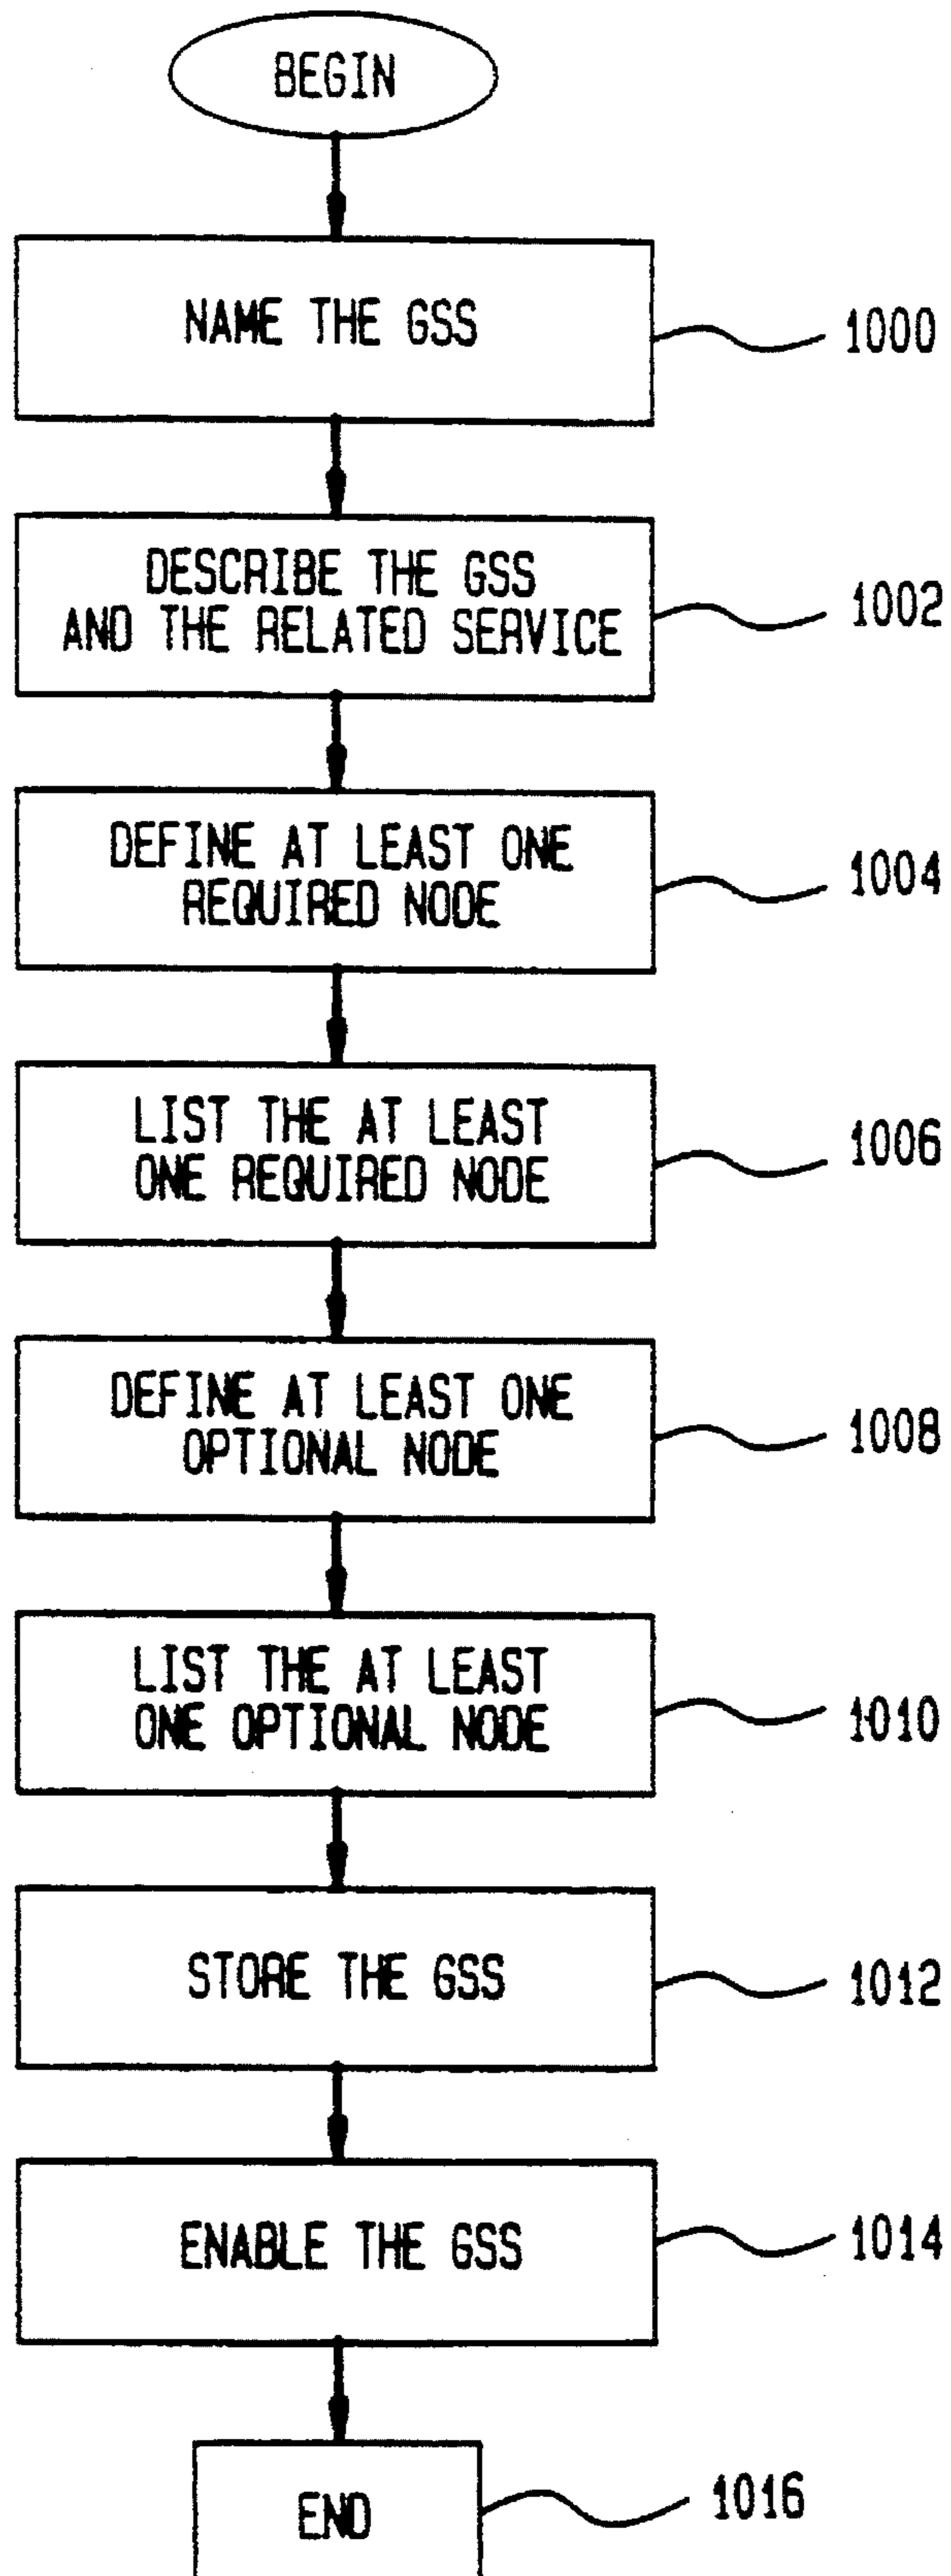 BEGIN
NAME THE GSS
1000
DESCRIBE THE GSS
AND THE RELATED SERVICE
1002
DEFINE AT LEAST ONE
REQUIRED NODE
1004
LIST THE AT LEAST
ONE REQUIRED NODE
1006
DEFINE AT LEAST ONE
OPTIONAL NODE
1008
LIST THE AT LEAST
ONE OPTIONAL NODE
1010
STORE THE GSS
1012
ENABLE THE GSS
1014
END
1016